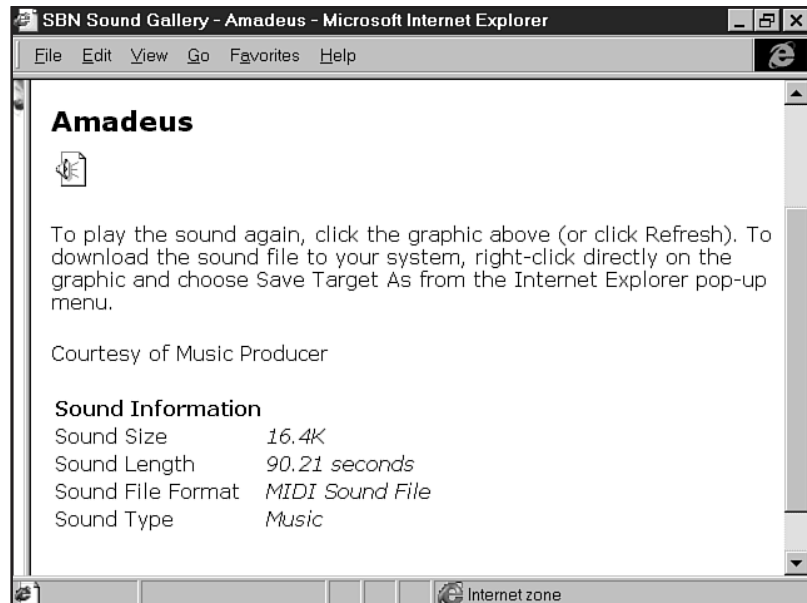 SBN Sound Gallery - Amadeus - Microsoft Internet Explorer
File Edit View Go Favorites Help
Amadeus
To play the sound again, click the graphic above (or click Refresh). To
download the sound file to your system, right-click directly on the
graphic and choose Save Target As from the Internet Explorer pop-up
menu.
Courtesy of Music Producer
Sound Information
Sound Size 16.4K
Sound Length 90.21 seconds
Sound File Format MIDI Sound File
Sound Type Music
Internet zone